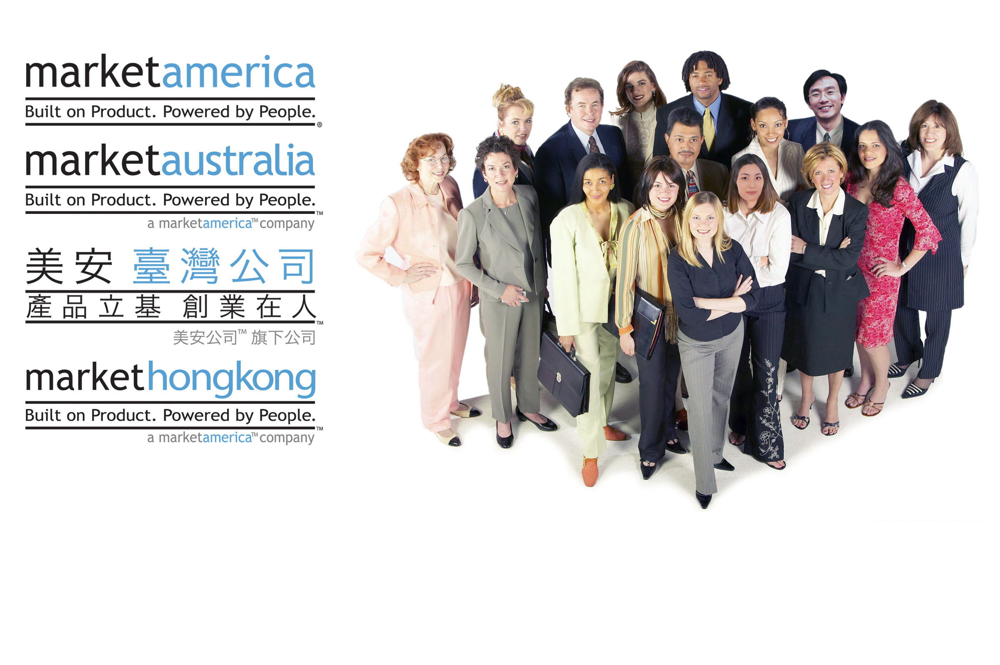 marketamerica
Built on Product. Powered by People.
®
marketaustralia
Built on Product. Powered by People.
™
a marketamerica™ company
美安 臺灣公司
產品立基 創業在人
™
美安公司™ 旗下公司
markethongkong
Built on Product. Powered by People.
™
a marketamerica™ company